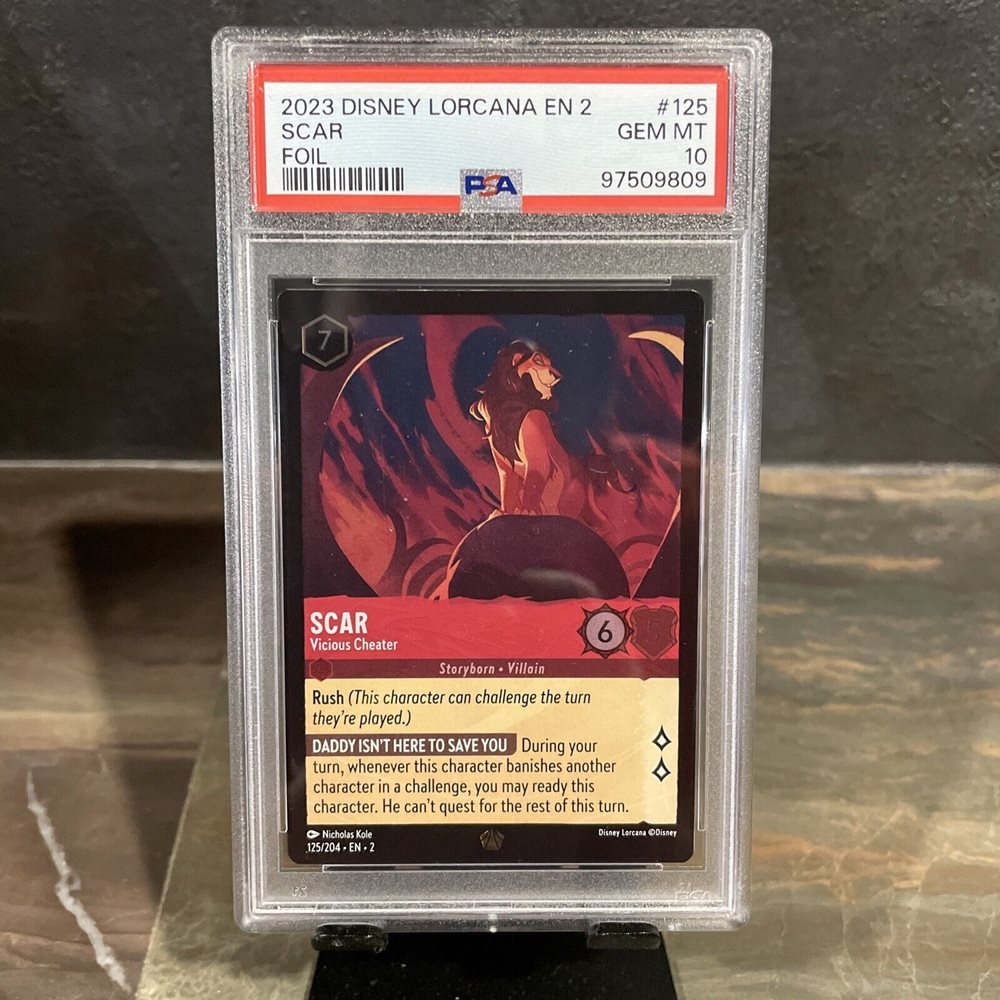 2023 DISNEY LORCANA EN 2 #125
SCAR GEM MT
FOIL 10
PSA 97509809
7
SCAR 6 5
Vicious Cheater
Storyborn • Villain
Rush (This character can challenge the turn
they're played.)
DADDY ISN'T HERE TO SAVE YOU During your
turn, whenever this character banishes another
character in a challenge, you may ready this
character. He can't quest for the rest of this turn.
Nicholas Kole Disney Lorcana ©Disney
125/204 • EN • 2